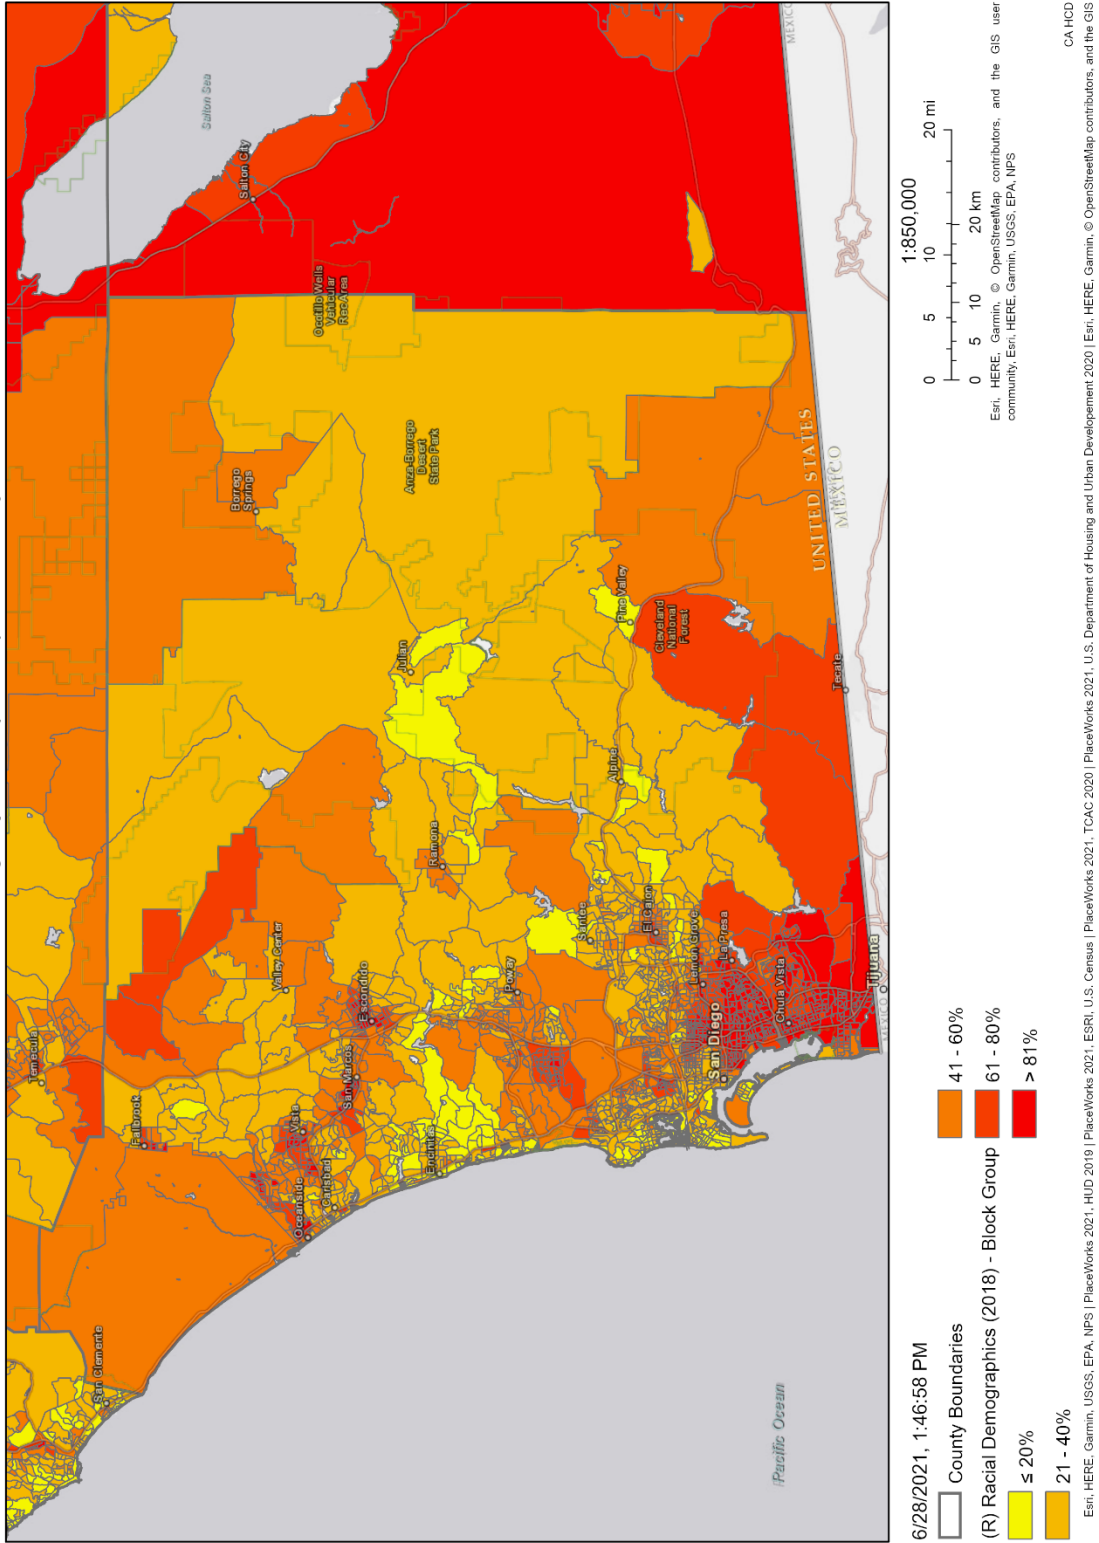 Salton Sea
Salton City
Ocotillo Wells
Vehicular
Rec Area
Borrego
Springs
Anza-Borrego
Desert
State Park
Temecula
Fallbrook
San Clemente
Valley Center
Vista
Oceanside
Carlsbad
San Marcos
Escondido
Encinitas
Ramona
Julian
Poway
Santee
Alpine
Pine Valley
Cleveland
National
Forest
El Cajon
Lemon Grove
La Presa
San Diego
Chula Vista
Tijuana
Tecate
UNITED STATES
MEXICO
MEXICO
MEXICO
Pacific Ocean
6/28/2021, 1:46:58 PM
County Boundaries
(R) Racial Demographics (2018) - Block Group
≤ 20%
21 - 40%
41 - 60%
61 - 80%
> 81%
1:850,000
0 5 10 20 mi
0 5 10 20 km
Esri, HERE, Garmin, © OpenStreetMap contributors, and the GIS user
community, Esri, HERE, Garmin, USGS, EPA, NPS
CA HCD
Esri, HERE, Garmin, USGS, EPA, NPS | PlaceWorks 2021, HUD 2019 | PlaceWorks 2021, ESRI, U.S. Census | PlaceWorks 2021, TCAC 2020 | PlaceWorks 2021, U.S. Department of Housing and Urban Developement 2020 | Esri, HERE, Garmin, © OpenStreetMap contributors, and the GIS